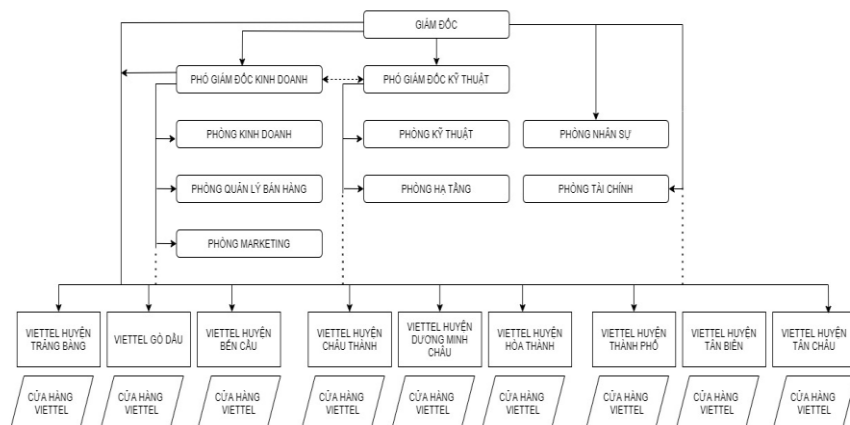 GIÁM ĐỐC
PHÓ GIÁM ĐỐC KINH DOANH
PHÓ GIÁM ĐỐC KỸ THUẬT
PHÒNG KINH DOANH
PHÒNG KỸ THUẬT
PHÒNG NHÂN SỰ
PHÒNG QUẢN LÝ BÁN HÀNG
PHÒNG HẠ TẦNG
PHÒNG TÀI CHÍNH
PHÒNG MARKETING
VIETTEL HUYỆN
TRẢNG BÀNG
VIETTEL GÒ DẦU
VIETTEL HUYỆN
BẾN CẦU
VIETTEL HUYỆN
CHÂU THÀNH
VIETTEL HUYỆN
DƯƠNG MINH
CHÂU
VIETTEL HUYỆN
HÒA THÀNH
VIETTEL HUYỆN
THÀNH PHỐ
VIETTEL HUYỆN
TÂN BIÊN
VIETTEL HUYỆN
TÂN CHÂU
CỬA HÀNG
VIETTEL
CỬA HÀNG
VIETTEL
CỬA HÀNG
VIETTEL
CỬA HÀNG
VIETTEL
CỬA HÀNG
VIETTEL
CỬA HÀNG
VIETTEL
CỬA HÀNG
VIETTEL
CỬA HÀNG
VIETTEL
CỬA HÀNG
VIETTEL